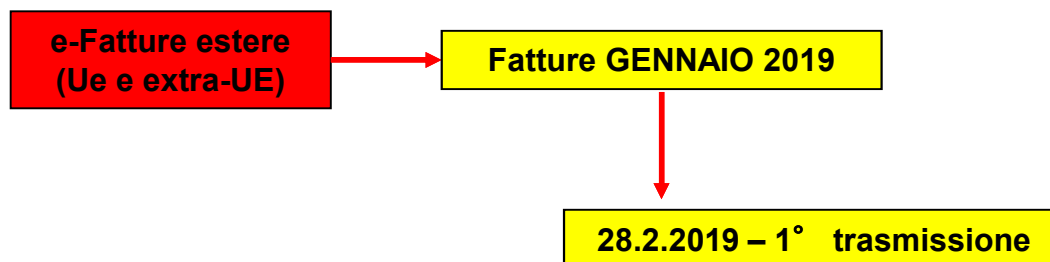 e-Fatture estere
(Ue e extra-UE)
Fatture GENNAIO 2019
28.2.2019 – 1° trasmissione